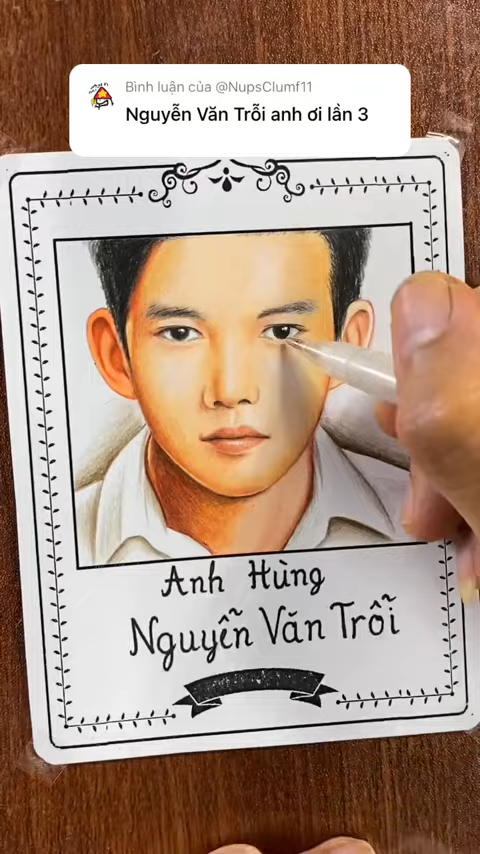 Bình luận của @NupsClumf11
Nguyễn Văn Trỗi anh ơi lần 3
Anh Hùng
Nguyễn Văn Trỗi